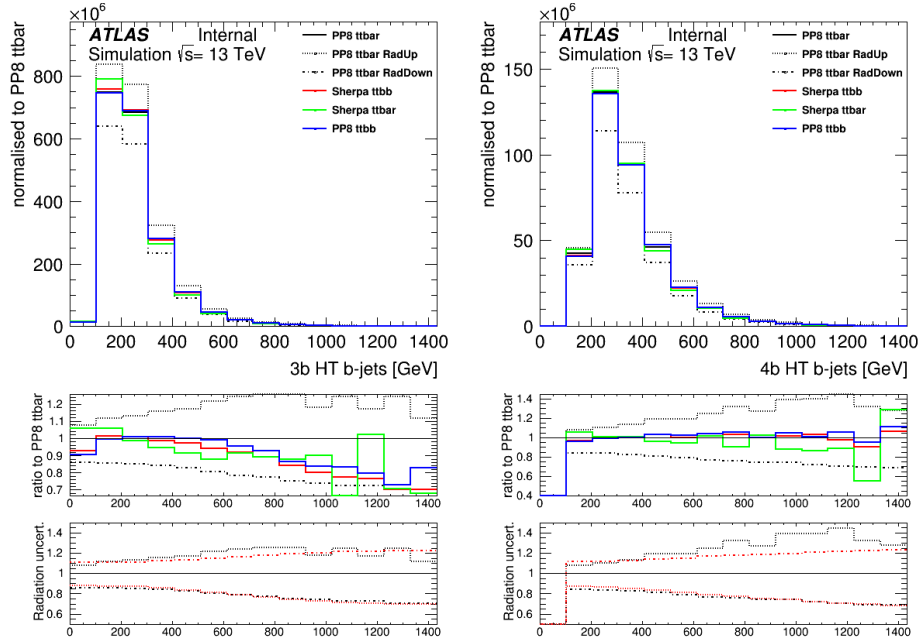 ×10⁶
ATLAS Internal
Simulation √s= 13 TeV
PP8 ttbar
PP8 ttbar RadUp
PP8 ttbar RadDown
Sherpa ttbb
Sherpa ttbar
PP8 ttbb
normalised to PP8 ttbar
800
600
400
200
0
0 200 400 600 800 1000 1200 1400
3b HT b-jets [GeV]
ratio to PP8 ttbar
1.2
1.1
1
0.9
0.8
0.7
0 200 400 600 800 1000 1200 1400
Radiation uncert.
1.4
1.2
1
0.8
0.6
0 200 400 600 800 1000 1200 1400
×10⁶
ATLAS Internal
Simulation √s= 13 TeV
PP8 ttbar
PP8 ttbar RadUp
PP8 ttbar RadDown
Sherpa ttbb
Sherpa ttbar
PP8 ttbb
normalised to PP8 ttbar
150
100
50
0
0 200 400 600 800 1000 1200 1400
4b HT b-jets [GeV]
ratio to PP8 ttbar
1.4
1.2
1
0.8
0.6
0.4
0 200 400 600 800 1000 1200 1400
Radiation uncert.
1.4
1.2
1
0.8
0.6
0 200 400 600 800 1000 1200 1400